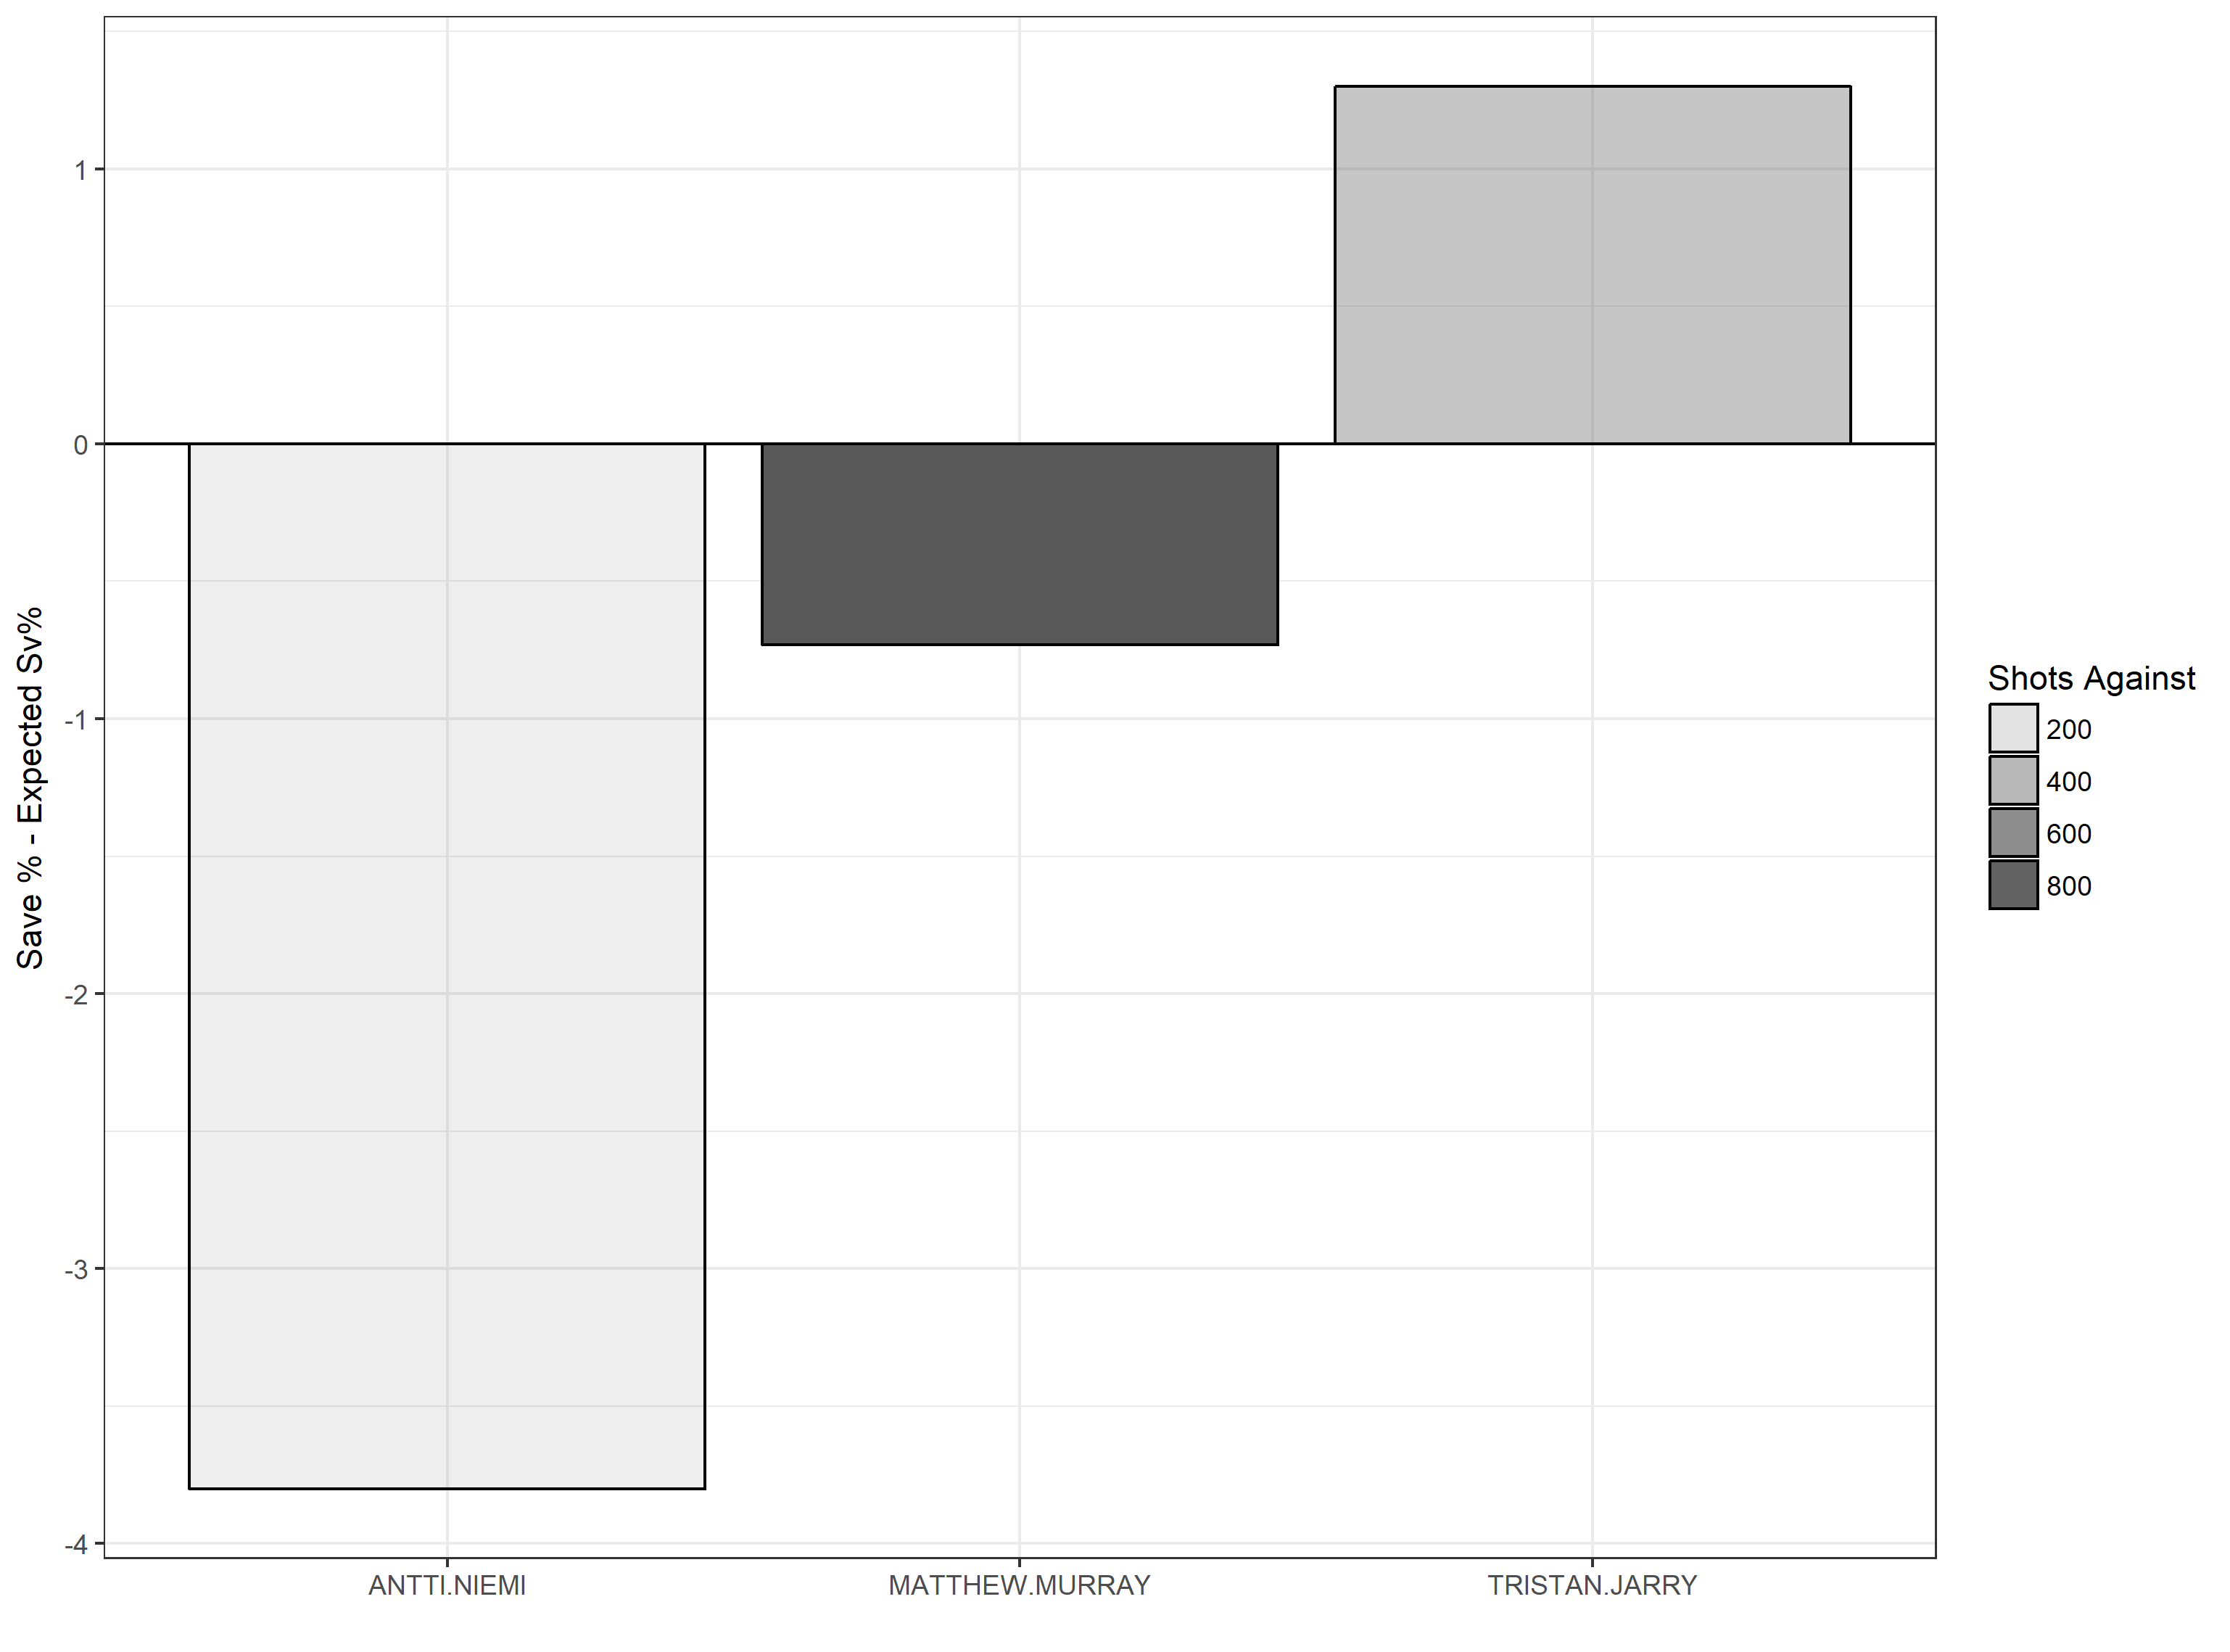 Save % - Expected Sv%
1
0
-1
-2
-3
-4
ANTTI.NIEMI
MATTHEW.MURRAY
TRISTAN.JARRY
Shots Against
200
400
600
800